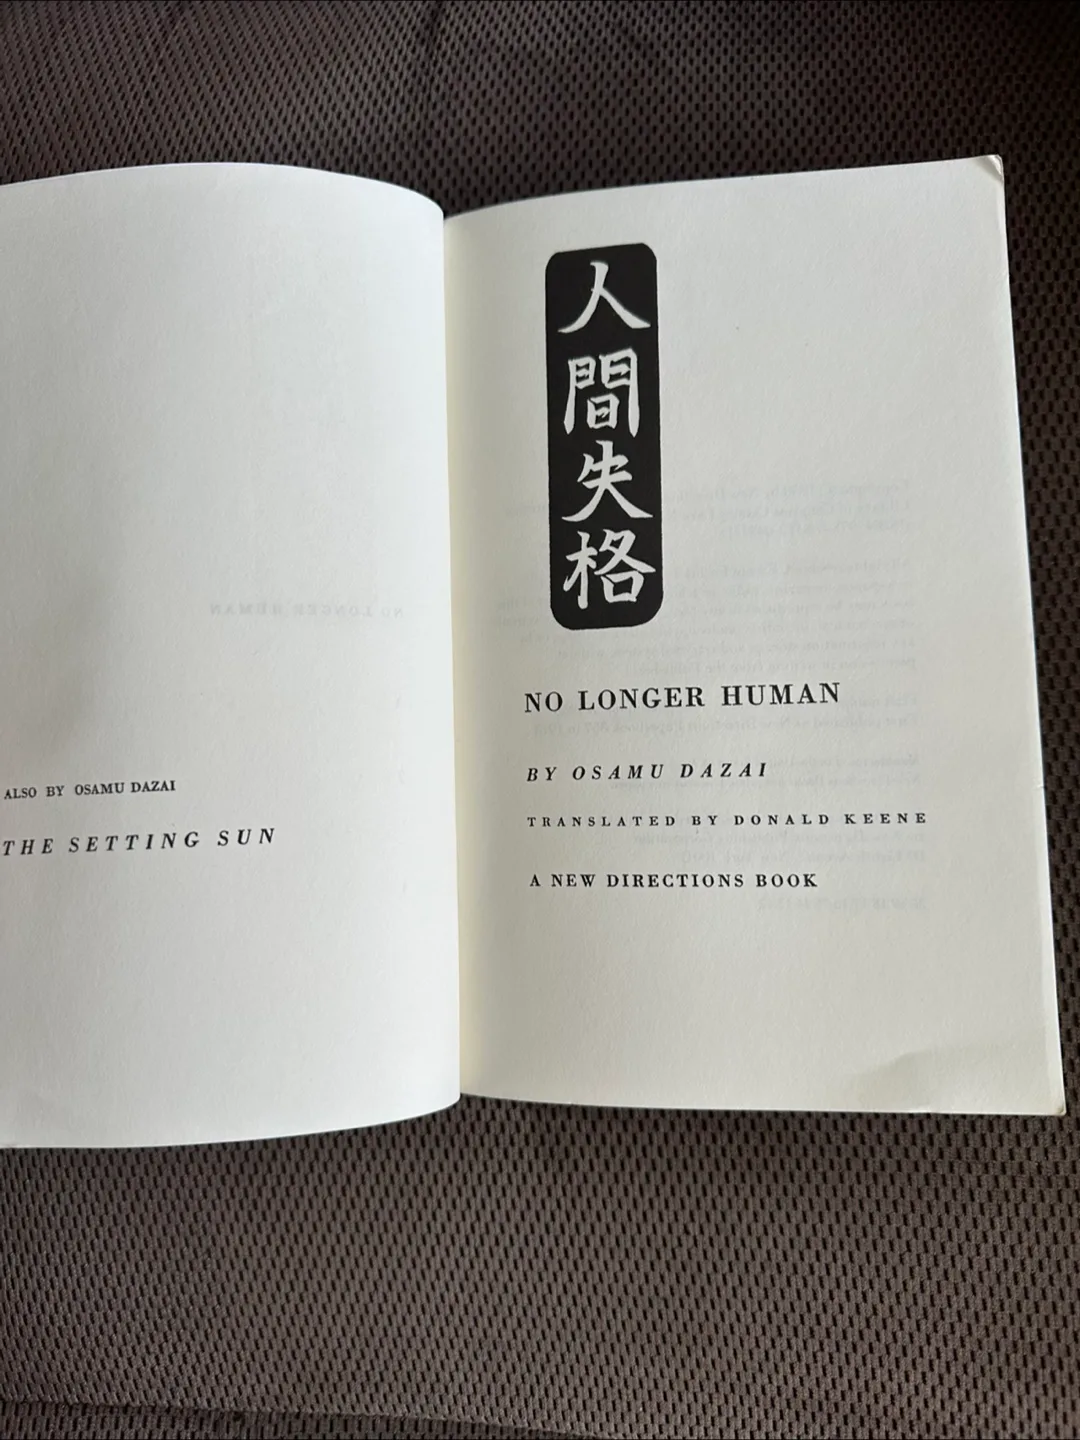 ALSO BY OSAMU DAZAI
THE SETTING SUN
人間失格
NO LONGER HUMAN
BY OSAMU DAZAI
TRANSLATED BY DONALD KEENE
A NEW DIRECTIONS BOOK